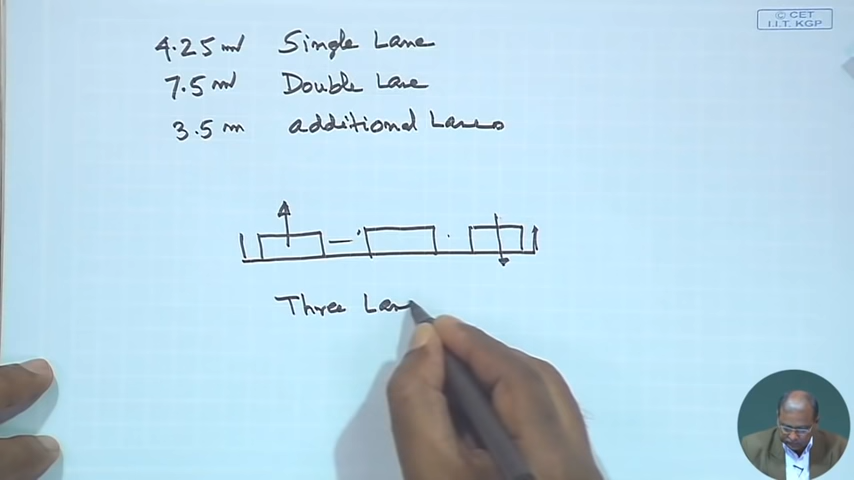 © CET
I.I.T. KGP
4.25 m Single Lane
7.5 m Double Lane
3.5 m additional Lanes
Three Lan